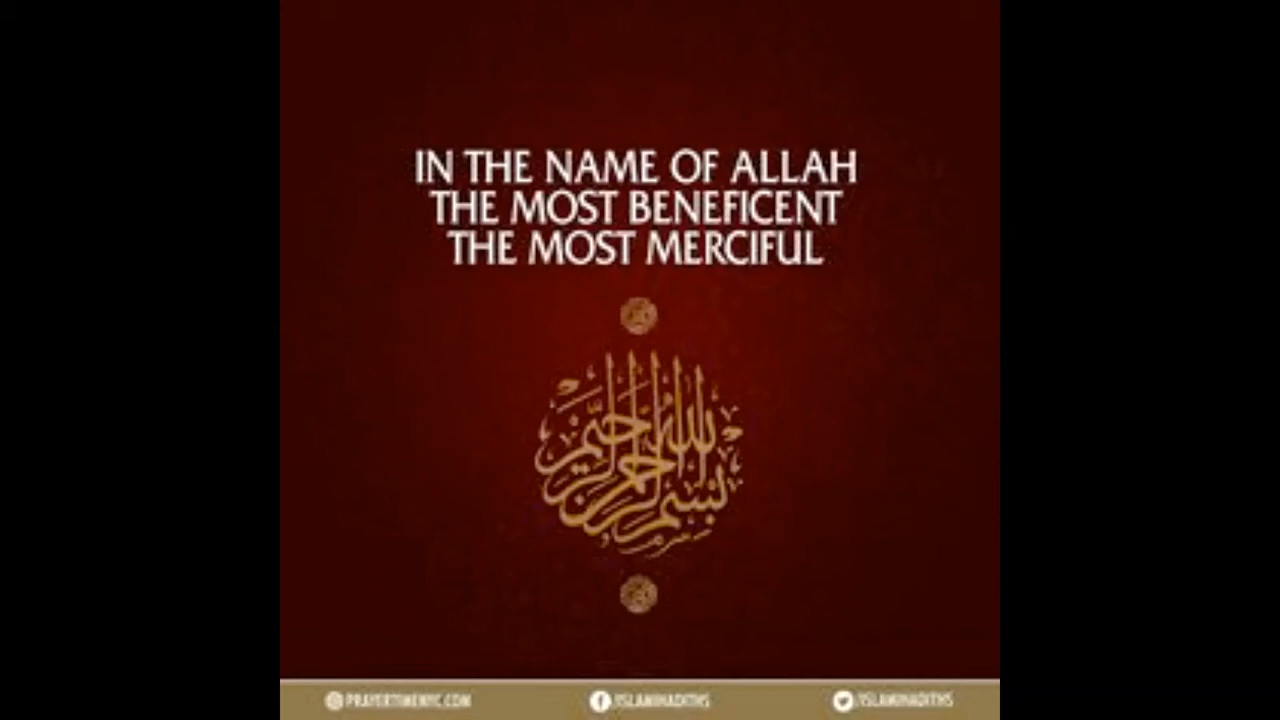 IN THE NAME OF ALLAH
THE MOST BENEFICENT
THE MOST MERCIFUL
بسم الله الرحمن الرحيم
PRAYERTIMENYC.COM
/ISLAMIHADITHS
/ISLAMIHADITHS